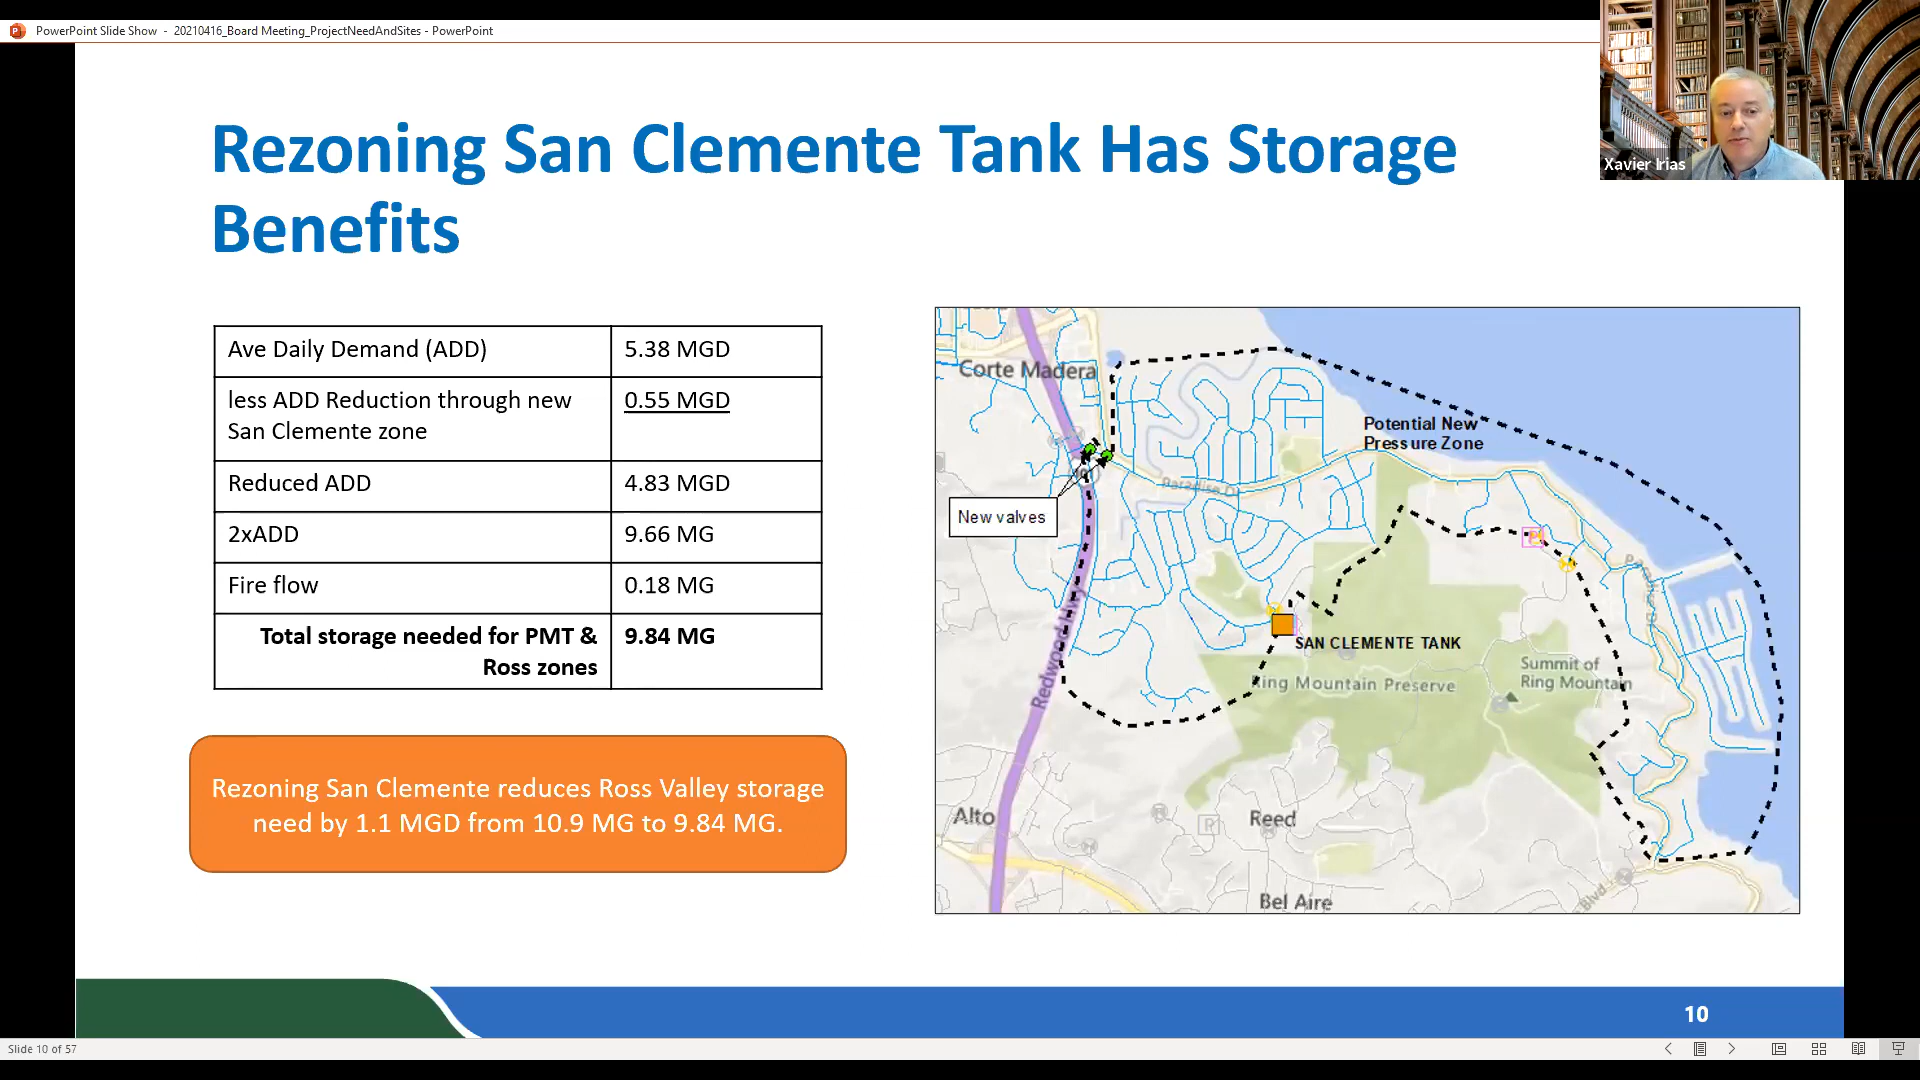 PowerPoint Slide Show - 20210416_Board Meeting_ProjectNeedAndSites - PowerPoint
Xavier Irias
Rezoning San Clemente Tank Has Storage
Benefits
Ave Daily Demand (ADD) 5.38 MGD
less ADD Reduction through new 0.55 MGD
San Clemente zone
Reduced ADD 4.83 MGD
2xADD 9.66 MG
Fire flow 0.18 MG
Total storage needed for PMT & 9.84 MG
Ross zones
Rezoning San Clemente reduces Ross Valley storage
need by 1.1 MGD from 10.9 MG to 9.84 MG.
Corte Madera
Potential New
Pressure Zone
Paradise Dr
New valves
Redwood Hwy
SAN CLEMENTE TANK
Ring Mountain Preserve
Summit of
Ring Mountain
Alto
Reed
Bel Aire
Blvd
10
Slide 10 of 57